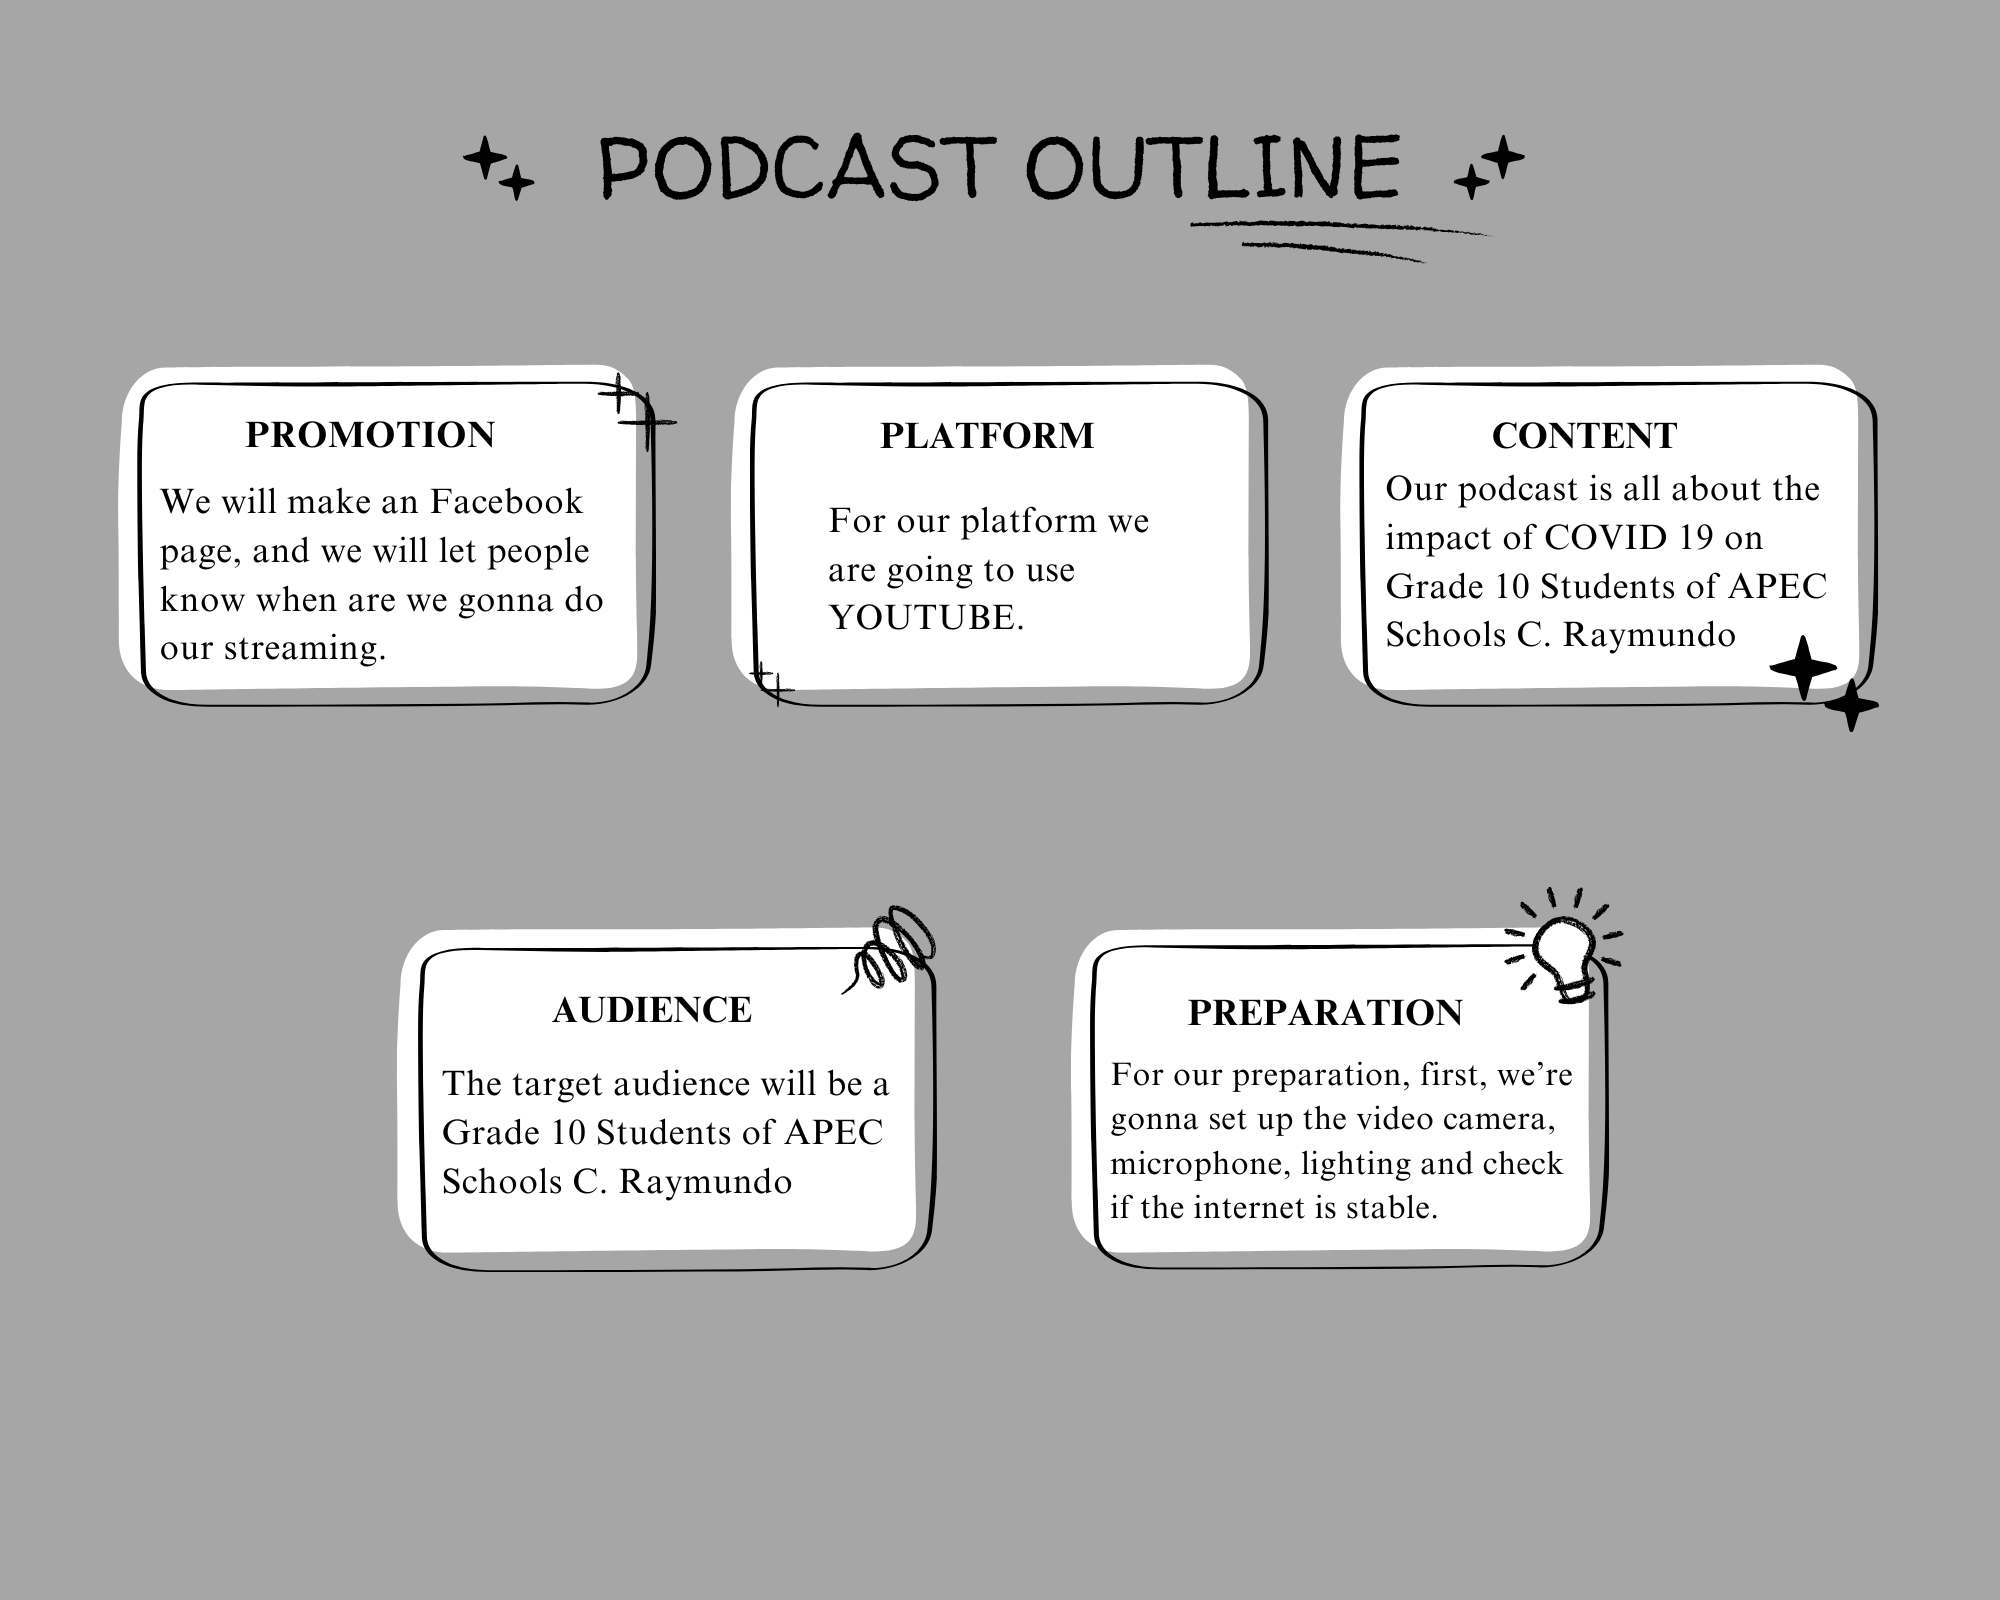 PODCAST OUTLINE
PROMOTION
We will make an Facebook
page, and we will let people
know when are we gonna do
our streaming.
PLATFORM
For our platform we
are going to use
YOUTUBE.
CONTENT
Our podcast is all about the
impact of COVID 19 on
Grade 10 Students of APEC
Schools C. Raymundo
AUDIENCE
The target audience will be a
Grade 10 Students of APEC
Schools C. Raymundo
PREPARATION
For our preparation, first, we’re
gonna set up the video camera,
microphone, lighting and check
if the internet is stable.